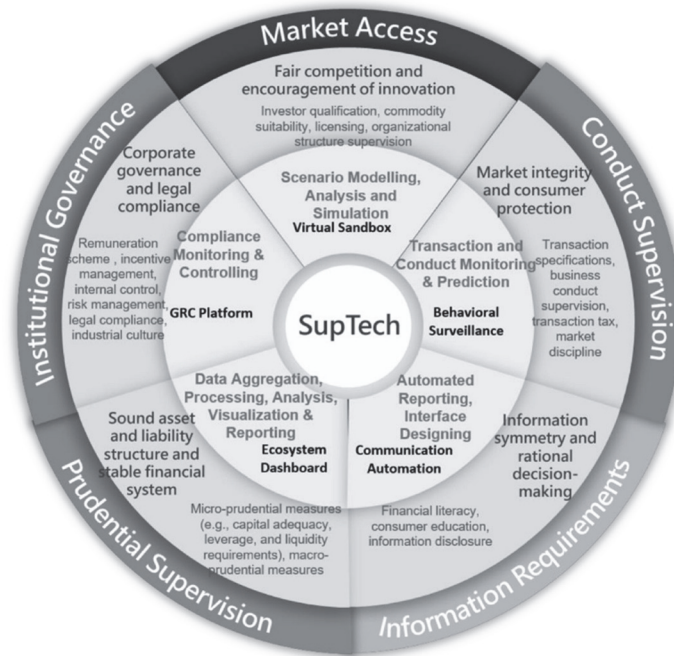 Market Access
Fair competition and
encouragement of innovation
Investor qualification, commodity
suitability, licensing, organizational
structure supervision
Scenario Modelling,
Analysis and
Simulation
Virtual Sandbox
Conduct Supervision
Market integrity
and consumer
protection
Transaction
specifications,
business
conduct
supervision,
transaction tax,
market
discipline
Transaction and
Conduct Monitoring
& Prediction
Behavioral
Surveillance
Information Requirements
Information
symmetry and
rational
decision-
making
Financial literacy,
consumer education,
information disclosure
Automated
Reporting,
Interface
Designing
Communication
Automation
Prudential Supervision
Sound asset
and liability
structure and
stable financial
system
Micro-prudential measures
(e.g., capital adequacy,
leverage, and liquidity
requirements), macro-
prudential measures
Data Aggregation,
Processing, Analysis,
Visualization &
Reporting
Ecosystem
Dashboard
Institutional Governance
Corporate
governance
and legal
compliance
Remuneration
scheme , incentive
management,
internal control,
risk management,
legal compliance,
industrial culture
Compliance
Monitoring &
Controlling
GRC Platform
SupTech